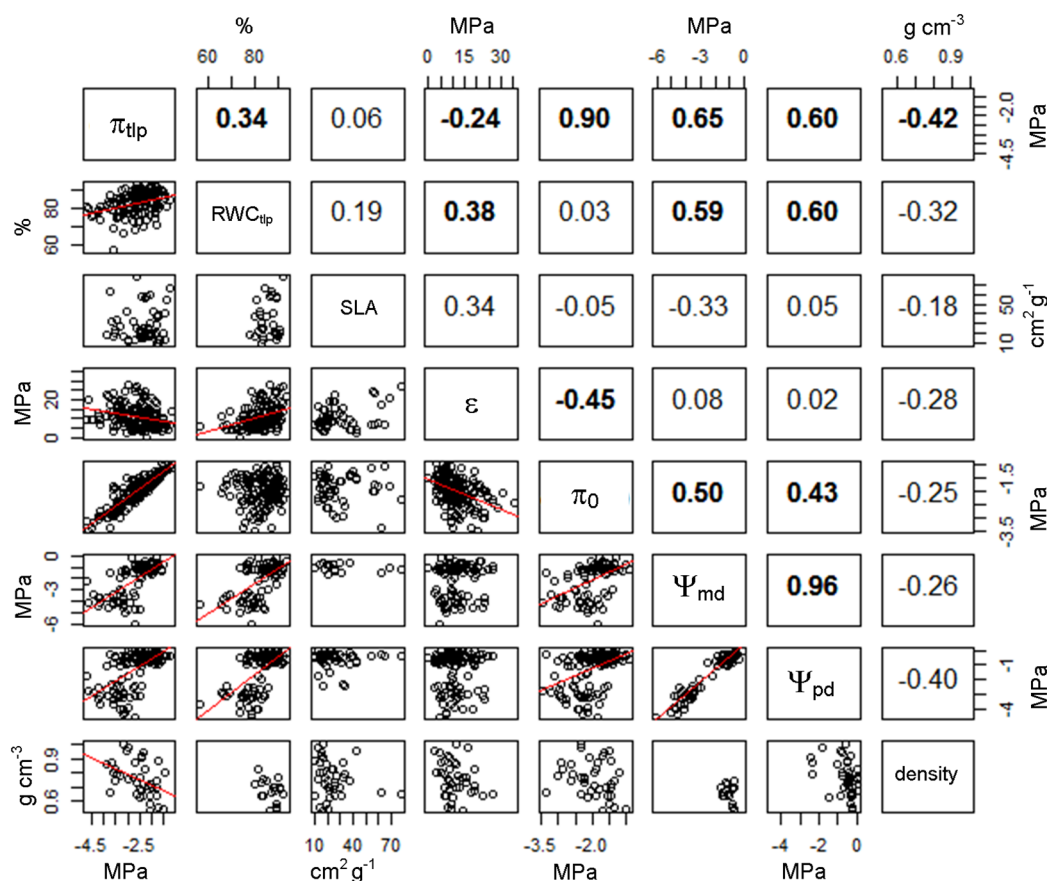 % MPa MPa g cm-3
60 80 0 15 30 -6 -3 0 0.6 0.9
πtlp 0.34 0.06 -0.24 0.90 0.65 0.60 -0.42 -4.5 -2.0 MPa
% 60 80 RWCtlp 0.19 0.38 0.03 0.59 0.60 -0.32
SLA 0.34 -0.05 -0.33 0.05 -0.18 10 50 cm2 g-1
MPa 0 20 ε -0.45 0.08 0.02 -0.28
π0 0.50 0.43 -0.25 -3.5 -1.5 MPa
MPa -6 -3 0 Ψmd 0.96 -0.26
Ψpd -0.40 -4 -1 MPa
g cm-3 0.6 0.9 density
-4.5 -2.5 10 40 70 -3.5 -2.0 -4 -2 0
MPa cm2 g-1 MPa MPa